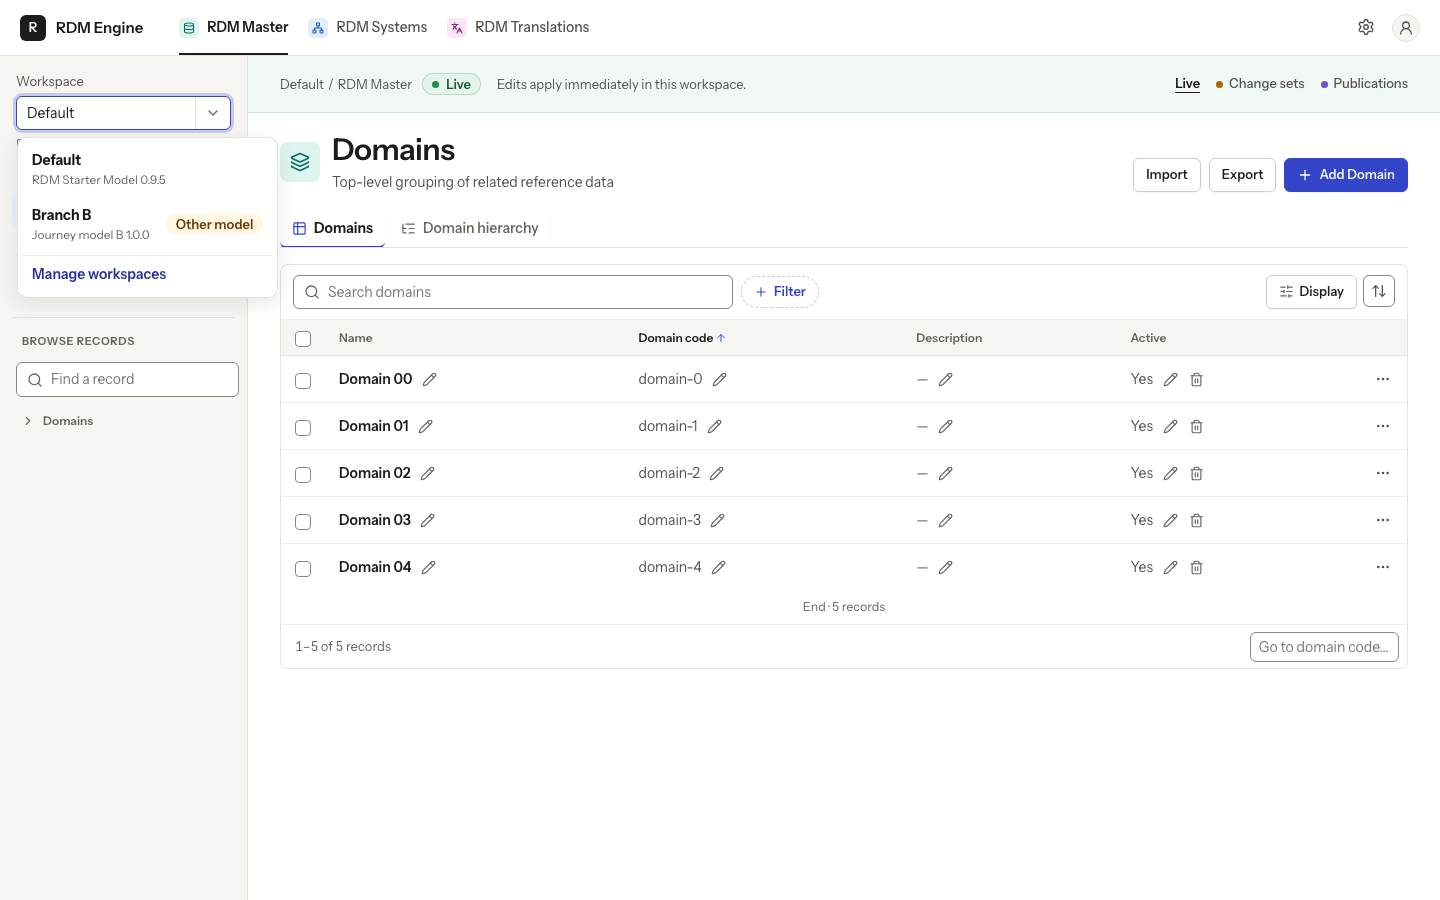 R RDM Engine RDM Master RDM Systems RDM Translations
Workspace
Default
Default
RDM Starter Model 0.9.5
Branch B
Journey model B 1.0.0
Other model
Manage workspaces
BROWSE RECORDS
Find a record
Domains
Default / RDM Master Live Edits apply immediately in this workspace. Live Change sets Publications
Domains
Top-level grouping of related reference data
Import Export + Add Domain
Domains Domain hierarchy
Search domains + Filter Display
Name Domain code ↑ Description Active
Domain 00 domain-0 — Yes ...
Domain 01 domain-1 — Yes ...
Domain 02 domain-2 — Yes ...
Domain 03 domain-3 — Yes ...
Domain 04 domain-4 — Yes ...
End · 5 records
1–5 of 5 records Go to domain code...